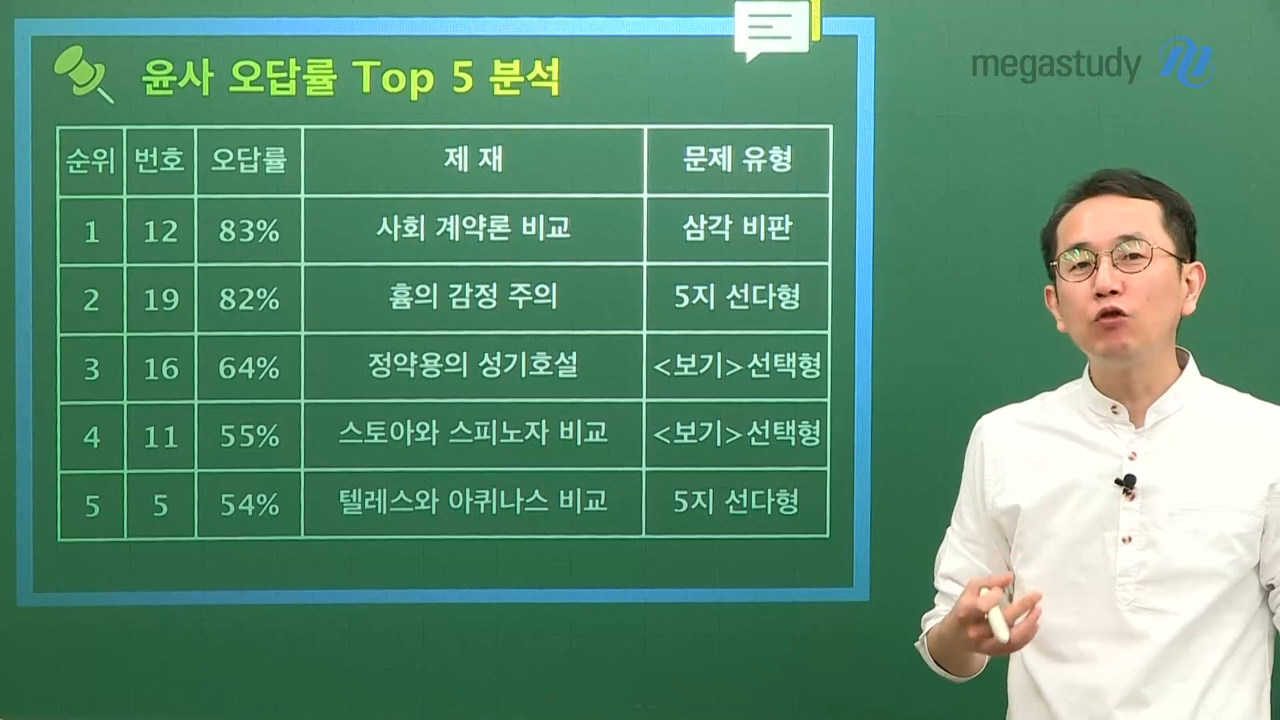 megastudy
윤사 오답률 Top 5 분석
순위 번호 오답률 제 재 문제 유형
1 12 83% 사회 계약론 비교 삼각 비판
2 19 82% 흄의 감정 주의 5지 선다형
3 16 64% 정약용의 성기호설 <보기>선택형
4 11 55% 스토아와 스피노자 비교 <보기>선택형
5 5 54% 텔레스와 아퀴나스 비교 5지 선다형